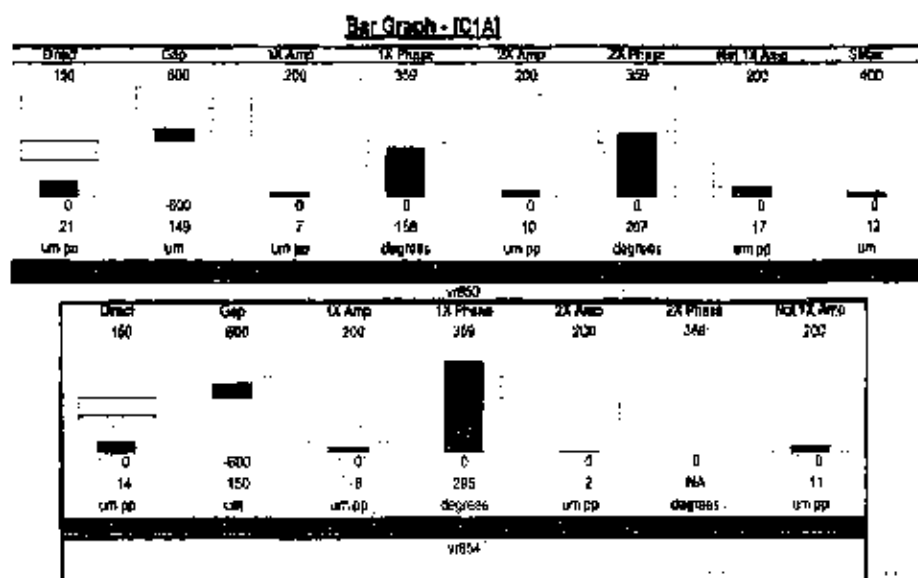 Bar Graph - [C1A]
Direct Gap 1X Amp 1X Phase 2X Amp 2X Phase Not 1X Amp SMax
150 600 200 359 200 359 200 400
0 -600 0 0 0 0 0 0
21 149 7 10 17
um pp um um pp degrees um pp degrees um pp um
Direct Gap 1X Amp 1X Phase 2X Amp 2X Phase Not 1X Amp
150 600 200 359 200 200
0 -600 0 0 0 0 0
14 150 295 2 NA 11
um pp um um pp degrees um pp degrees um pp